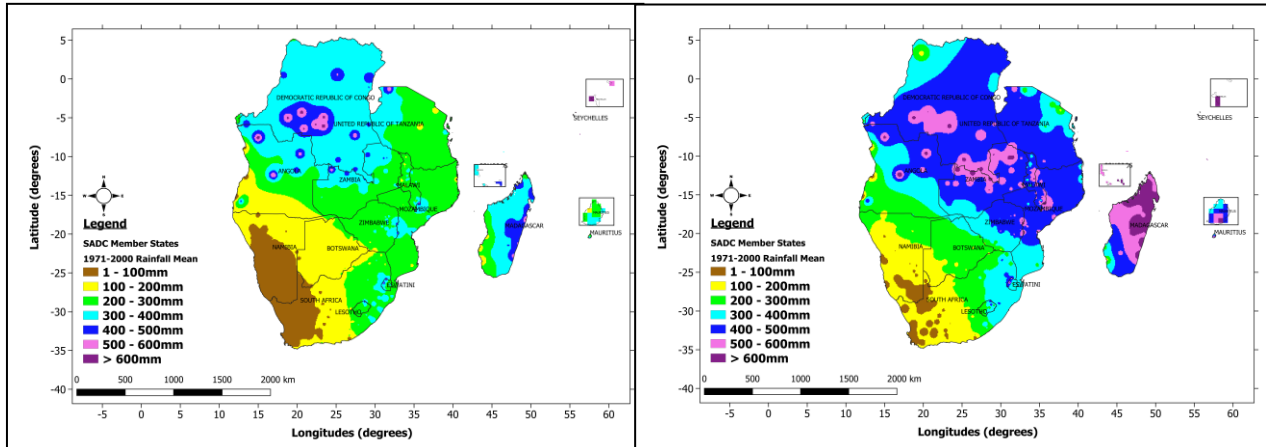 5
0
-5
-10
-15
-20
-25
-30
-35
-40
Latitude (degrees)
DEMOCRATIC REPUBLIC OF CONGO
UNITED REPUBLIC OF TANZANIA
SEYCHELLES
ANGOLA
ZAMBIA
MALAWI
MOZAMBIQUE
ZIMBABWE
MADAGASCAR
MAURITIUS
NAMIBIA
BOTSWANA
ESWATINI
SOUTH AFRICA
LESOTHO
N
W
E
S
Legend
SADC Member States
1971-2000 Rainfall Mean
1 - 100mm
100 - 200mm
200 - 300mm
300 - 400mm
400 - 500mm
500 - 600mm
> 600mm
0 500 1000 1500 2000 km
-5 0 5 10 15 20 25 30 35 40 45 50 55 60
Longitudes (degrees)
5
0
-5
-10
-15
-20
-25
-30
-35
-40
Latitude (degrees)
DEMOCRATIC REPUBLIC OF CONGO
UNITED REPUBLIC OF TANZANIA
SEYCHELLES
ZAMBIA
MOZAMBIQUE
ZIMBABWE
MADAGASCAR
MAURITIUS
NAMIBIA
BOTSWANA
ESWATINI
SOUTH AFRICA
LESOTHO
N
W
E
S
Legend
SADC Member States
1971-2000 Rainfall Mean
1 - 100mm
100 - 200mm
200 - 300mm
300 - 400mm
400 - 500mm
500 - 600mm
> 600mm
0 500 1000 1500 2000 km
-5 0 5 10 15 20 25 30 35 40 45 50 55 60
Longitudes (degrees)